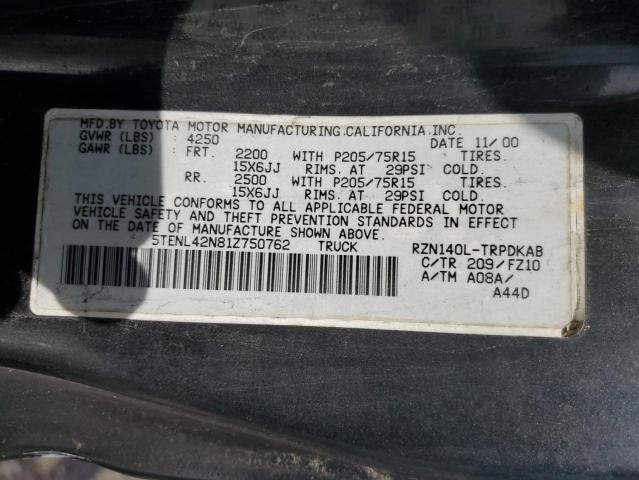 MFD.BY TOYOTA MOTOR MANUFACTURING.CALIFORNIA.INC.
GVWR (LBS) : 4250 DATE 11/00
GAWR (LBS) : FRT. 2200 WITH P205/75R15 TIRES.
15X6JJ RIMS. AT 29PSI COLD.
RR. 2500 WITH P205/75R15 TIRES.
15X6JJ RIMS. AT 29PSI COLD.
THIS VEHICLE CONFORMS TO ALL APPLICABLE FEDERAL MOTOR
VEHICLE SAFETY AND THEFT PREVENTION STANDARDS IN EFFECT
ON THE DATE OF MANUFACTURE SHOWN ABOVE.
5TENL42N81Z750762 TRUCK RZN140L-TRPDKAB
C/TR 209/FZ10
A/TM A08A/
A44D